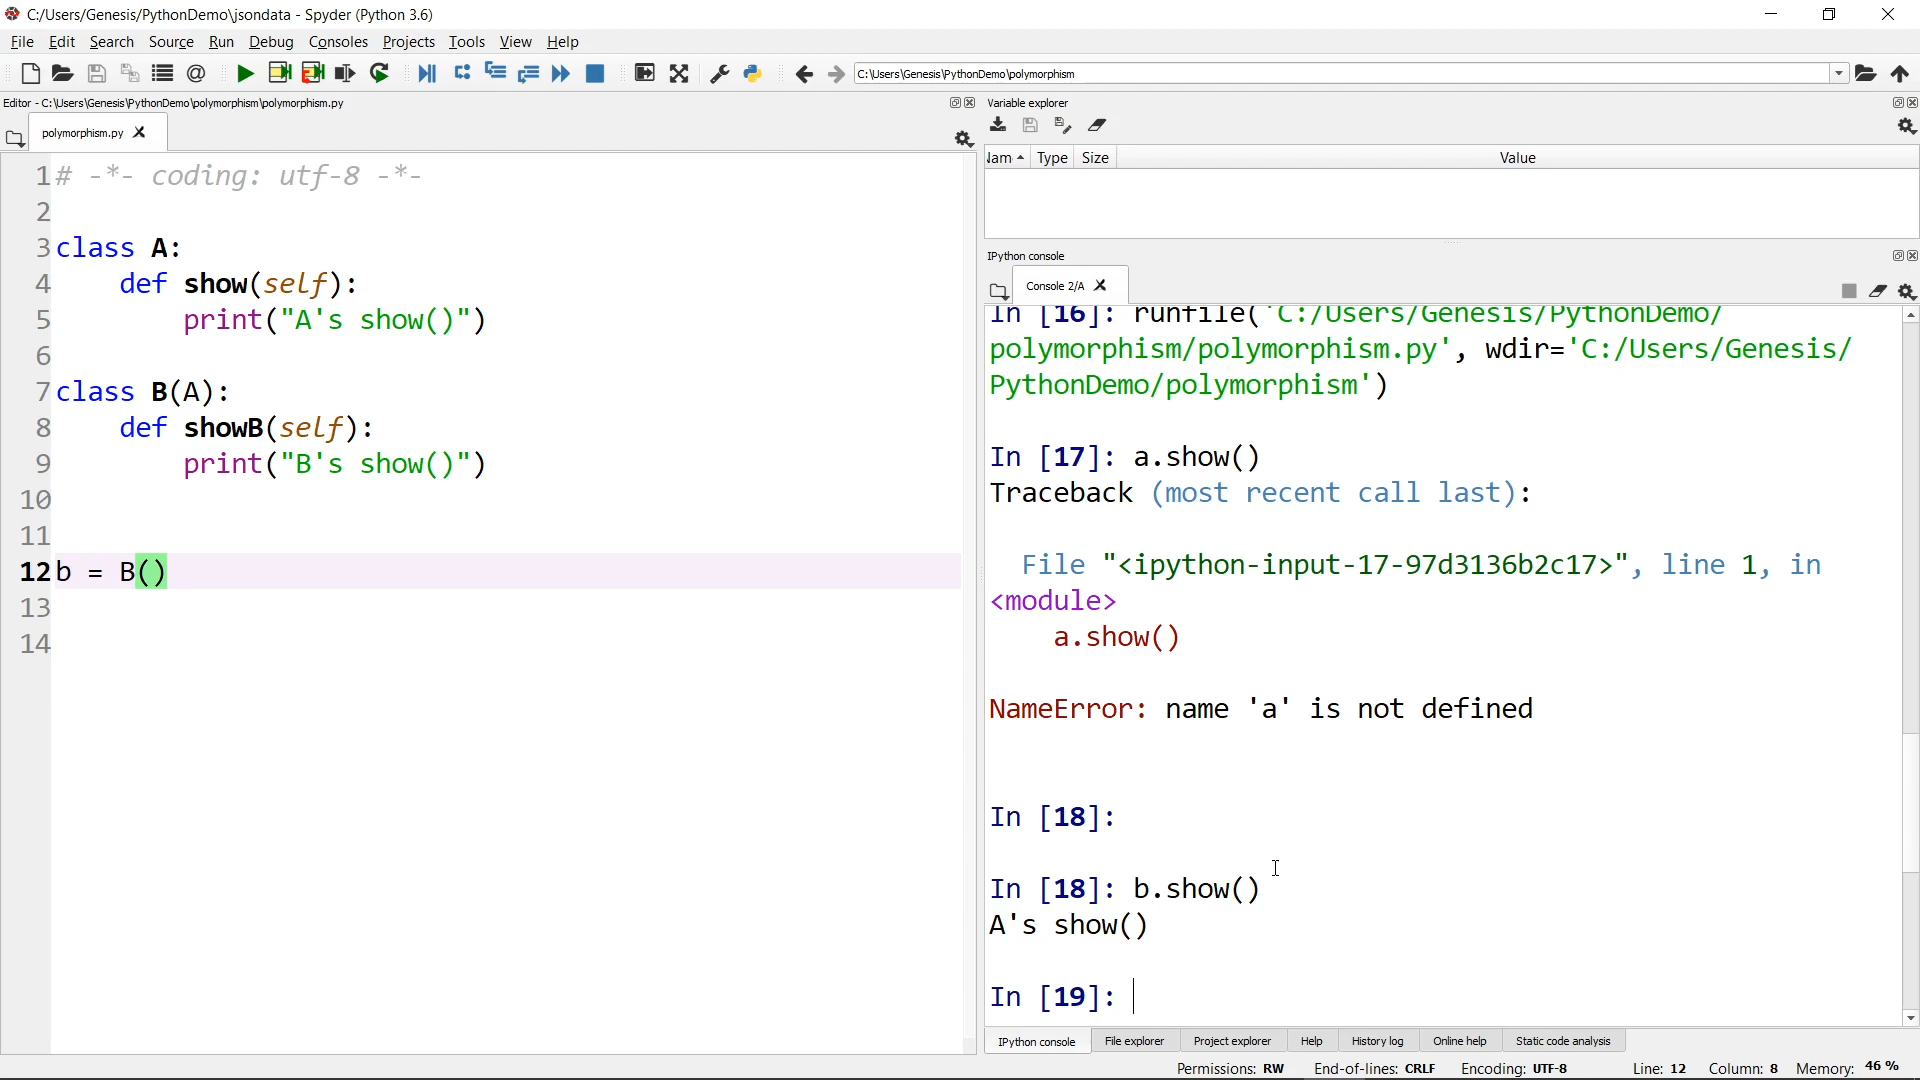 C:/Users/Genesis/PythonDemo\jsondata - Spyder (Python 3.6)
File Edit Search Source Run Debug Consoles Projects Tools View Help
C:\Users\Genesis\PythonDemo\polymorphism
Editor - C:\Users\Genesis\PythonDemo\polymorphism\polymorphism.py
polymorphism.py
1 # -*- coding: utf-8 -*-
2
3 class A:
4     def show(self):
5         print("A's show()")
6
7 class B(A):
8     def showB(self):
9         print("B's show()")
10
11
12 b = B()
13
14
Variable explorer
Nam Type Size Value
IPython console
Console 2/A
In [16]: runfile('C:/Users/Genesis/PythonDemo/
polymorphism/polymorphism.py', wdir='C:/Users/Genesis/
PythonDemo/polymorphism')
In [17]: a.show()
Traceback (most recent call last):
  File "<ipython-input-17-97d3136b2c17>", line 1, in
<module>
    a.show()
NameError: name 'a' is not defined
In [18]:
In [18]: b.show()
A's show()
In [19]:
IPython console File explorer Project explorer Help History log Online help Static code analysis
Permissions: RW End-of-lines: CRLF Encoding: UTF-8 Line: 12 Column: 8 Memory: 46 %